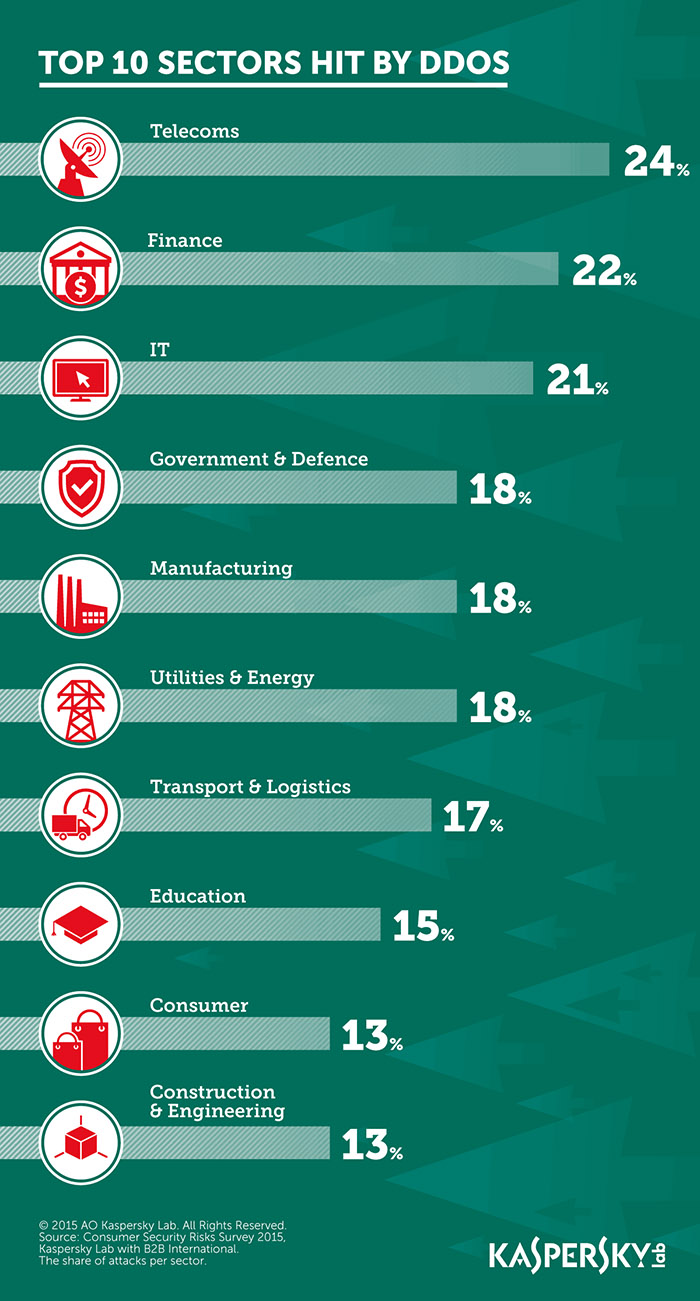 TOP 10 SECTORS HIT BY DDOS
Telecoms
24%
Finance
22%
IT
21%
Government & Defence
18%
Manufacturing
18%
Utilities & Energy
18%
Transport & Logistics
17%
Education
15%
Consumer
13%
Construction
& Engineering
13%
© 2015 AO Kaspersky Lab. All Rights Reserved.
Source: Consumer Security Risks Survey 2015,
Kaspersky Lab with B2B International.
The share of attacks per sector.
KASPERSKY lab
$